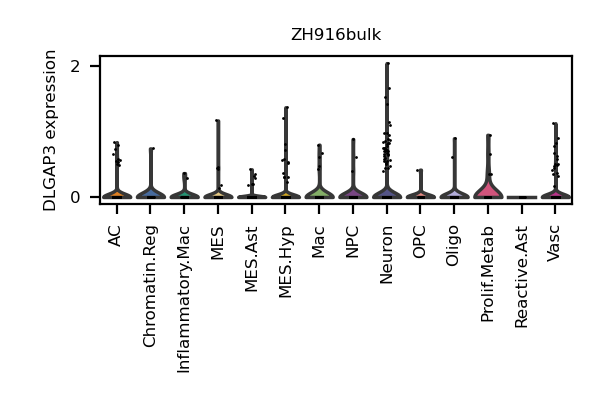 ZH916bulk
DLGAP3 expression
2
0
AC
Chromatin.Reg
Inflammatory.Mac
MES
MES.Ast
MES.Hyp
Mac
NPC
Neuron
OPC
Oligo
Prolif.Metab
Reactive.Ast
Vasc